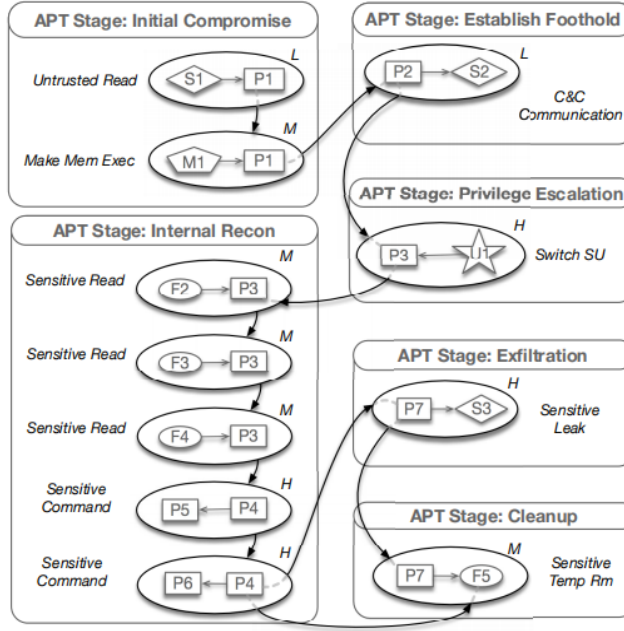 APT Stage: Initial Compromise
L
Untrusted Read
S1
P1
M
Make Mem Exec
M1
P1
APT Stage: Establish Foothold
L
P2
S2
C&C
Communication
APT Stage: Privilege Escalation
H
P3
U1
Switch SU
APT Stage: Internal Recon
M
Sensitive Read
F2
P3
M
Sensitive Read
F3
P3
M
Sensitive Read
F4
P3
H
Sensitive
Command
P5
P4
H
Sensitive
Command
P6
P4
APT Stage: Exfiltration
H
P7
S3
Sensitive
Leak
APT Stage: Cleanup
M
P7
F5
Sensitive
Temp Rm